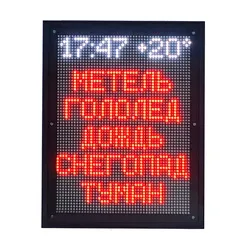 17:47 +20°
МЕТЕЛЬ
ГОЛОЛЕД
ДОЖДЬ
СНЕГОПАД
ТУМАН